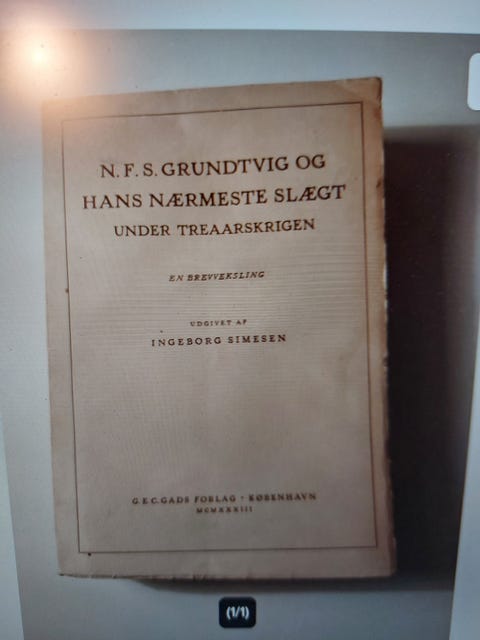 N. F. S. GRUNDTVIG OG
HANS NÆRMESTE SLÆGT
UNDER TREAARSKRIGEN
EN BREVVEKSLING
UDGIVET AF
INGEBORG SIMESEN
G. E. C. GADS FORLAG · KØBENHAVN
MCMXXXIII
(1/1)